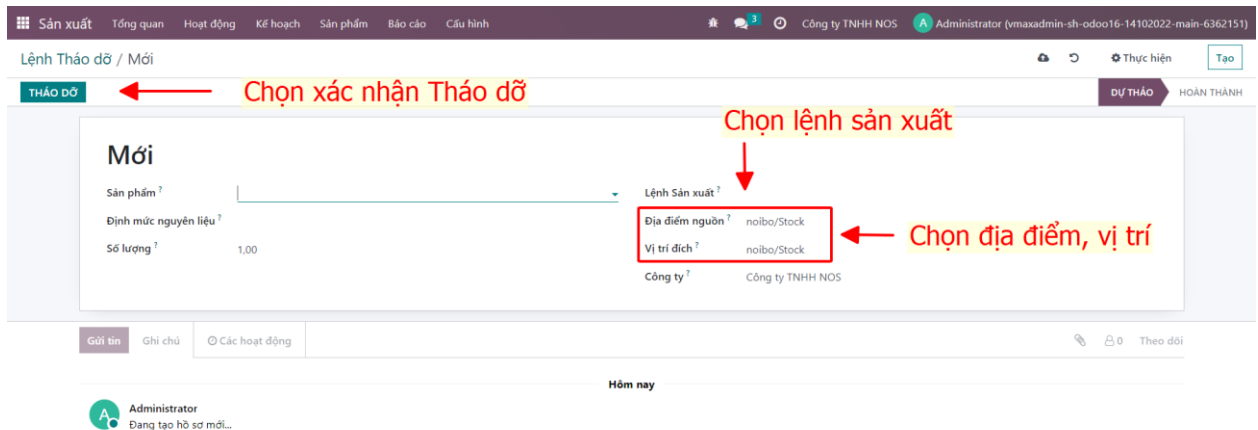 Sản xuất Tổng quan Hoạt động Kế hoạch Sản phẩm Báo cáo Cấu hình 3 Công ty TNHH NOS A Administrator (vmaxadmin-sh-odoo16-14102022-main-6362151)
Lệnh Tháo dỡ / Mới Thực hiện Tạo
THÁO DỠ Chọn xác nhận Tháo dỡ DỰ THẢO HOÀN THÀNH
Chọn lệnh sản xuất
Mới
Sản phẩm ? Lệnh Sản xuất ?
Định mức nguyên liệu ? Địa điểm nguồn ? noibo/Stock
Chọn địa điểm, vị trí
Số lượng ? 1,00 Vị trí đích ? noibo/Stock
Công ty ? Công ty TNHH NOS
Gửi tin Ghi chú Các hoạt động 0 Theo dõi
Hôm nay
A Administrator
Đang tạo hồ sơ mới...